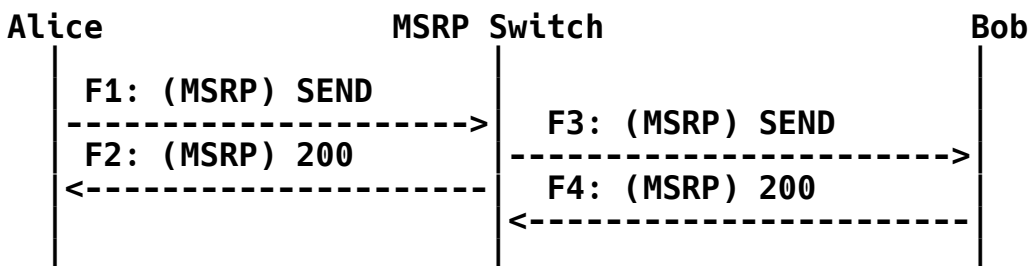 Alice MSRP Switch Bob
F1: (MSRP) SEND
F3: (MSRP) SEND
F2: (MSRP) 200
F4: (MSRP) 200